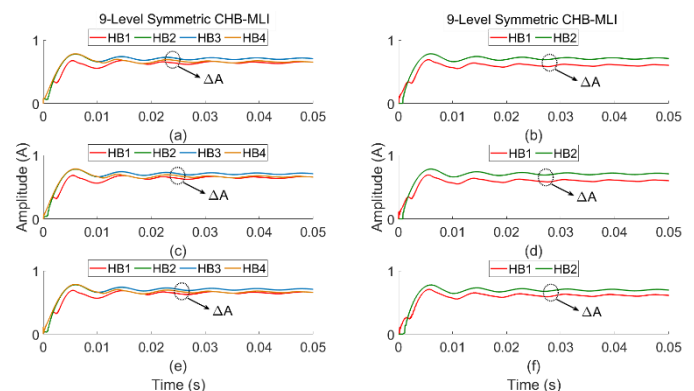 9-Level Symmetric CHB-MLI
HB1 HB2 HB3 HB4
1
0
ΔA
0 0.01 0.02 0.03 0.04 0.05
(a)
9-Level Symmetric CHB-MLI
HB1 HB2
1
0
ΔA
0 0.01 0.02 0.03 0.04 0.05
(b)
Amplitude (A)
HB1 HB2 HB3 HB4
1
0
ΔA
0 0.01 0.02 0.03 0.04 0.05
(c)
Amplitude (A)
HB1 HB2
1
0
ΔA
0 0.01 0.02 0.03 0.04 0.05
(d)
HB1 HB2 HB3 HB4
1
0
ΔA
0 0.01 0.02 0.03 0.04 0.05
(e)
Time (s)
HB1 HB2
1
0
ΔA
0 0.01 0.02 0.03 0.04 0.05
(f)
Time (s)